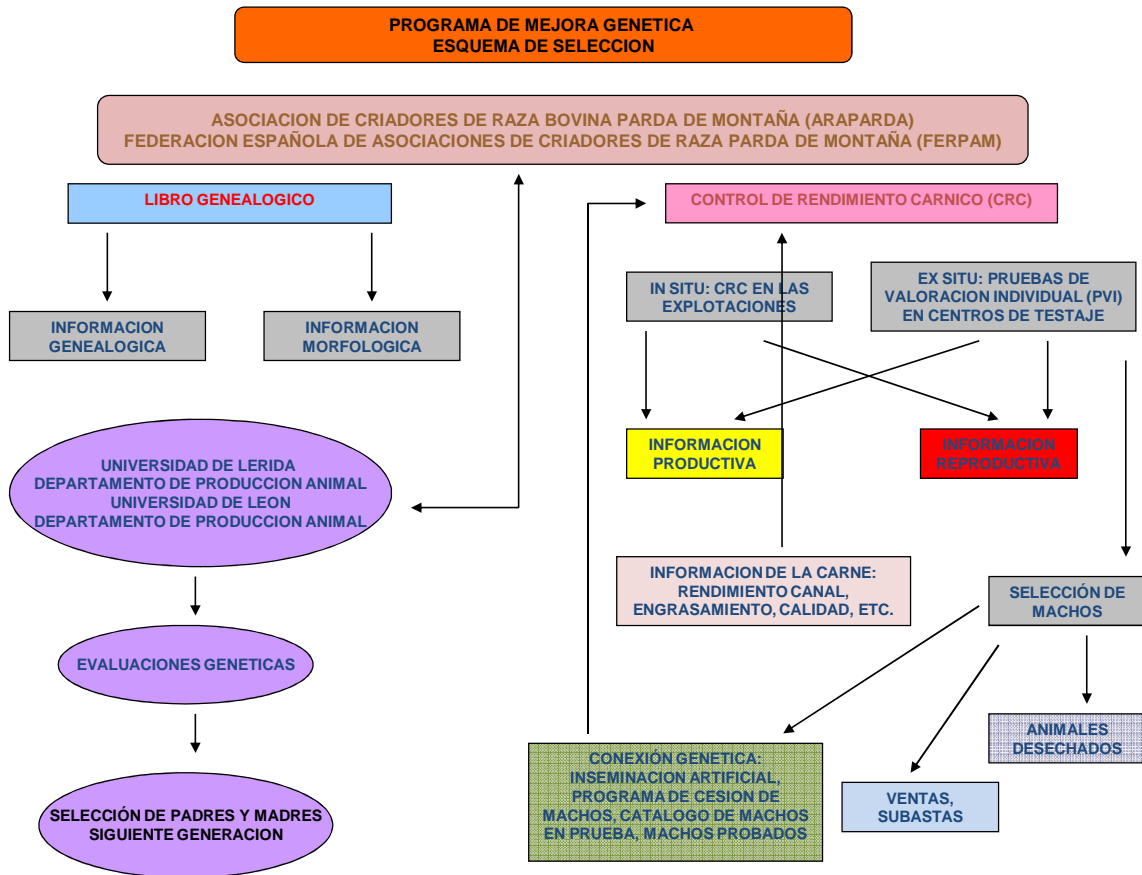 PROGRAMA DE MEJORA GENETICA
ESQUEMA DE SELECCION
ASOCIACION DE CRIADORES DE RAZA BOVINA PARDA DE MONTAÑA (ARAPARDA)
FEDERACION ESPAÑOLA DE ASOCIACIONES DE CRIADORES DE RAZA PARDA DE MONTAÑA (FERPAM)
LIBRO GENEALOGICO
CONTROL DE RENDIMIENTO CARNICO (CRC)
INFORMACION
GENEALOGICA
INFORMACION
MORFOLOGICA
IN SITU: CRC EN LAS
EXPLOTACIONES
EX SITU: PRUEBAS DE
VALORACION INDIVIDUAL (PVI)
EN CENTROS DE TESTAJE
INFORMACION
PRODUCTIVA
INFORMACION
REPRODUCTIVA
UNIVERSIDAD DE LERIDA
DEPARTAMENTO DE PRODUCCION ANIMAL
UNIVERSIDAD DE LEON
DEPARTAMENTO DE PRODUCCION ANIMAL
INFORMACION DE LA CARNE:
RENDIMIENTO CANAL,
ENGRASAMIENTO, CALIDAD, ETC.
SELECCIÓN DE
MACHOS
EVALUACIONES GENETICAS
ANIMALES
DESECHADOS
CONEXIÓN GENETICA:
INSEMINACION ARTIFICIAL,
PROGRAMA DE CESION DE
MACHOS, CATALOGO DE MACHOS
EN PRUEBA, MACHOS PROBADOS
VENTAS,
SUBASTAS
SELECCIÓN DE PADRES Y MADRES
SIGUIENTE GENERACION